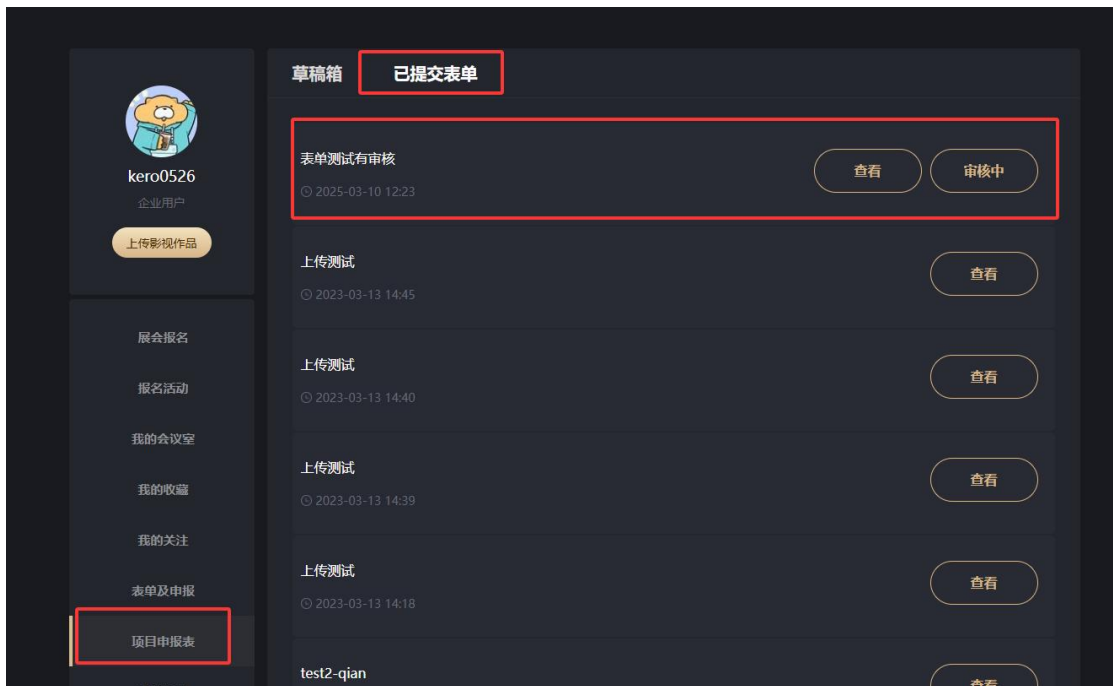 草稿箱
已提交表单
kero0526
企业用户
上传影视作品
表单测试有审核
2025-03-10 12:23
查看
审核中
上传测试
2023-03-13 14:45
查看
展会报名
上传测试
2023-03-13 14:40
查看
报名活动
我的会议室
上传测试
2023-03-13 14:39
查看
我的收藏
我的关注
上传测试
2023-03-13 14:18
查看
表单及申报
项目申报表
test2-qian
查看